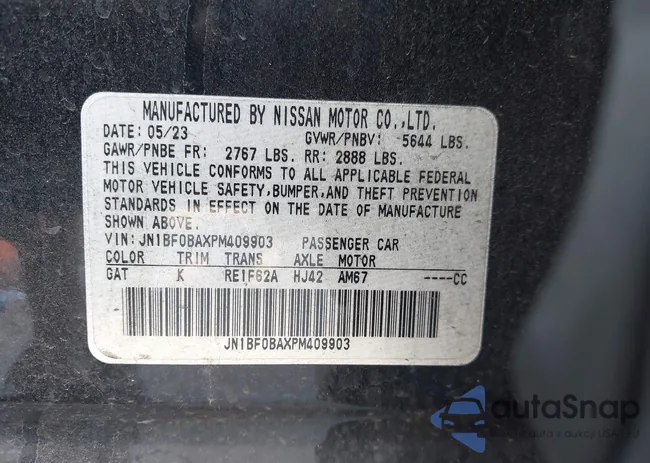 MANUFACTURED BY NISSAN MOTOR CO.,LTD.
DATE: 05/23 GVWR/PNBV: 5644 LBS.
GAWR/PNBE FR: 2767 LBS. RR: 2888 LBS.
THIS VEHICLE CONFORMS TO ALL APPLICABLE FEDERAL
MOTOR VEHICLE SAFETY,BUMPER,AND THEFT PREVENTION
STANDARDS IN EFFECT ON THE DATE OF MANUFACTURE
SHOWN ABOVE.
VIN:JN1BF0BAXPM409903 PASSENGER CAR
COLOR TRIM TRANS AXLE MOTOR
GAT K RE1F62A HJ42 AM67 ----CC
JN1BF0BAXPM409903
autaSnap